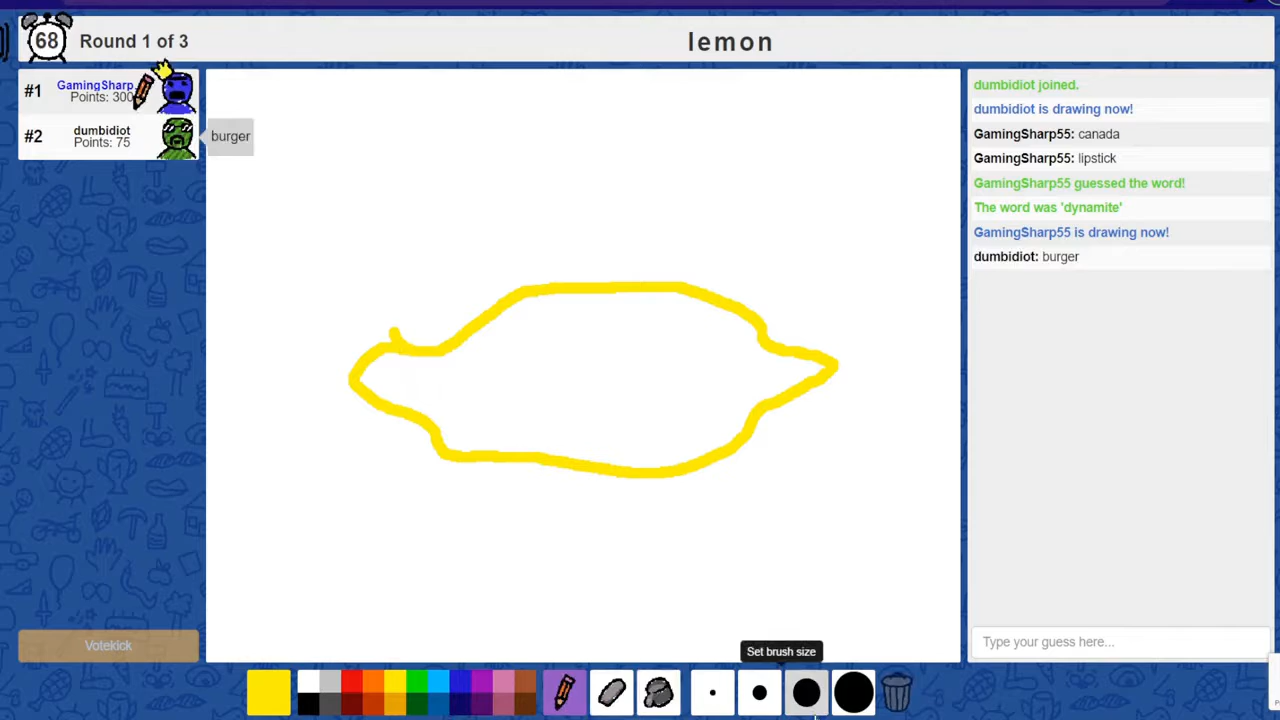 68
Round 1 of 3
lemon
#1
GamingSharp
Points: 300
#2
dumbidiot
Points: 75
burger
dumbidiot joined.
dumbidiot is drawing now!
GamingSharp55: canada
GamingSharp55: lipstick
GamingSharp55 guessed the word!
The word was 'dynamite'
GamingSharp55 is drawing now!
dumbidiot: burger
Votekick
Type your guess here...
Set brush size